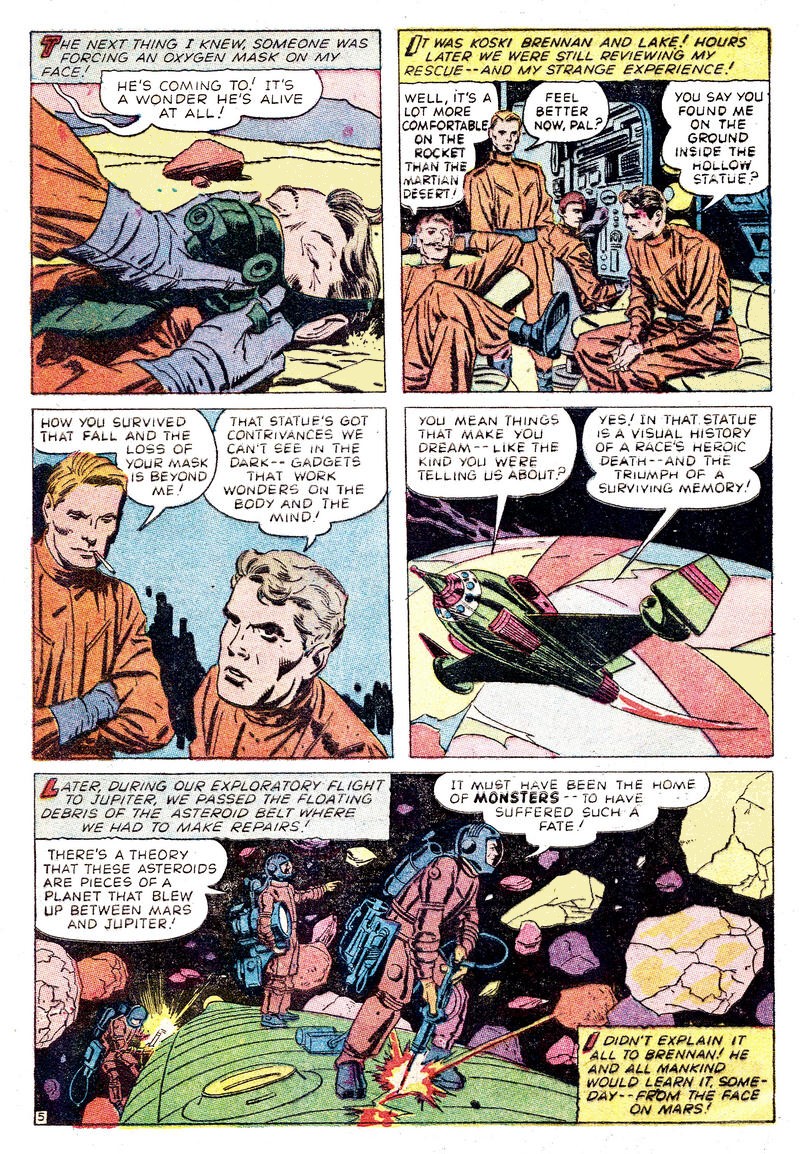 THE NEXT THING I KNEW, SOMEONE WAS
FORCING AN OXYGEN MASK ON MY
FACE!
HE'S COMING TO! IT'S
A WONDER HE'S ALIVE
AT ALL!
IT WAS KOSKI BRENNAN AND LAKE! HOURS
LATER WE WERE STILL REVIEWING MY
RESCUE--AND MY STRANGE EXPERIENCE!
WELL, IT'S A
LOT MORE
COMFORTABLE
ON THE
ROCKET
THAN THE
MARTIAN
DESERT!
FEEL
BETTER
NOW, PAL?
YOU SAY YOU
FOUND ME
ON THE
GROUND
INSIDE THE
HOLLOW
STATUE?
HOW YOU SURVIVED
THAT FALL AND THE
LOSS OF
YOUR MASK
IS BEYOND
ME!
THAT STATUE'S GOT
CONTRIVANCES WE
CAN'T SEE IN THE
DARK-- GADGETS
THAT WORK
WONDERS ON THE
BODY AND THE
MIND!
YOU MEAN THINGS
THAT MAKE YOU
DREAM--LIKE THE
KIND YOU WERE
TELLING US ABOUT?
YES! IN THAT STATUE
IS A VISUAL HISTORY
OF A RACE'S HEROIC
DEATH--AND THE
TRIUMPH OF A
SURVIVING MEMORY!
LATER, DURING OUR EXPLORATORY FLIGHT
TO JUPITER, WE PASSED THE FLOATING
DEBRIS OF THE ASTEROID BELT WHERE
WE HAD TO MAKE REPAIRS!
THERE'S A THEORY
THAT THESE ASTEROIDS
ARE PIECES OF A
PLANET THAT BLEW
UP BETWEEN MARS
AND JUPITER!
IT MUST HAVE BEEN THE HOME
OF MONSTERS--TO HAVE
SUFFERED SUCH A
FATE!
I DIDN'T EXPLAIN IT
ALL TO BRENNAN! HE
AND ALL MANKIND
WOULD LEARN IT, SOME-
DAY--FROM THE FACE
ON MARS!
5